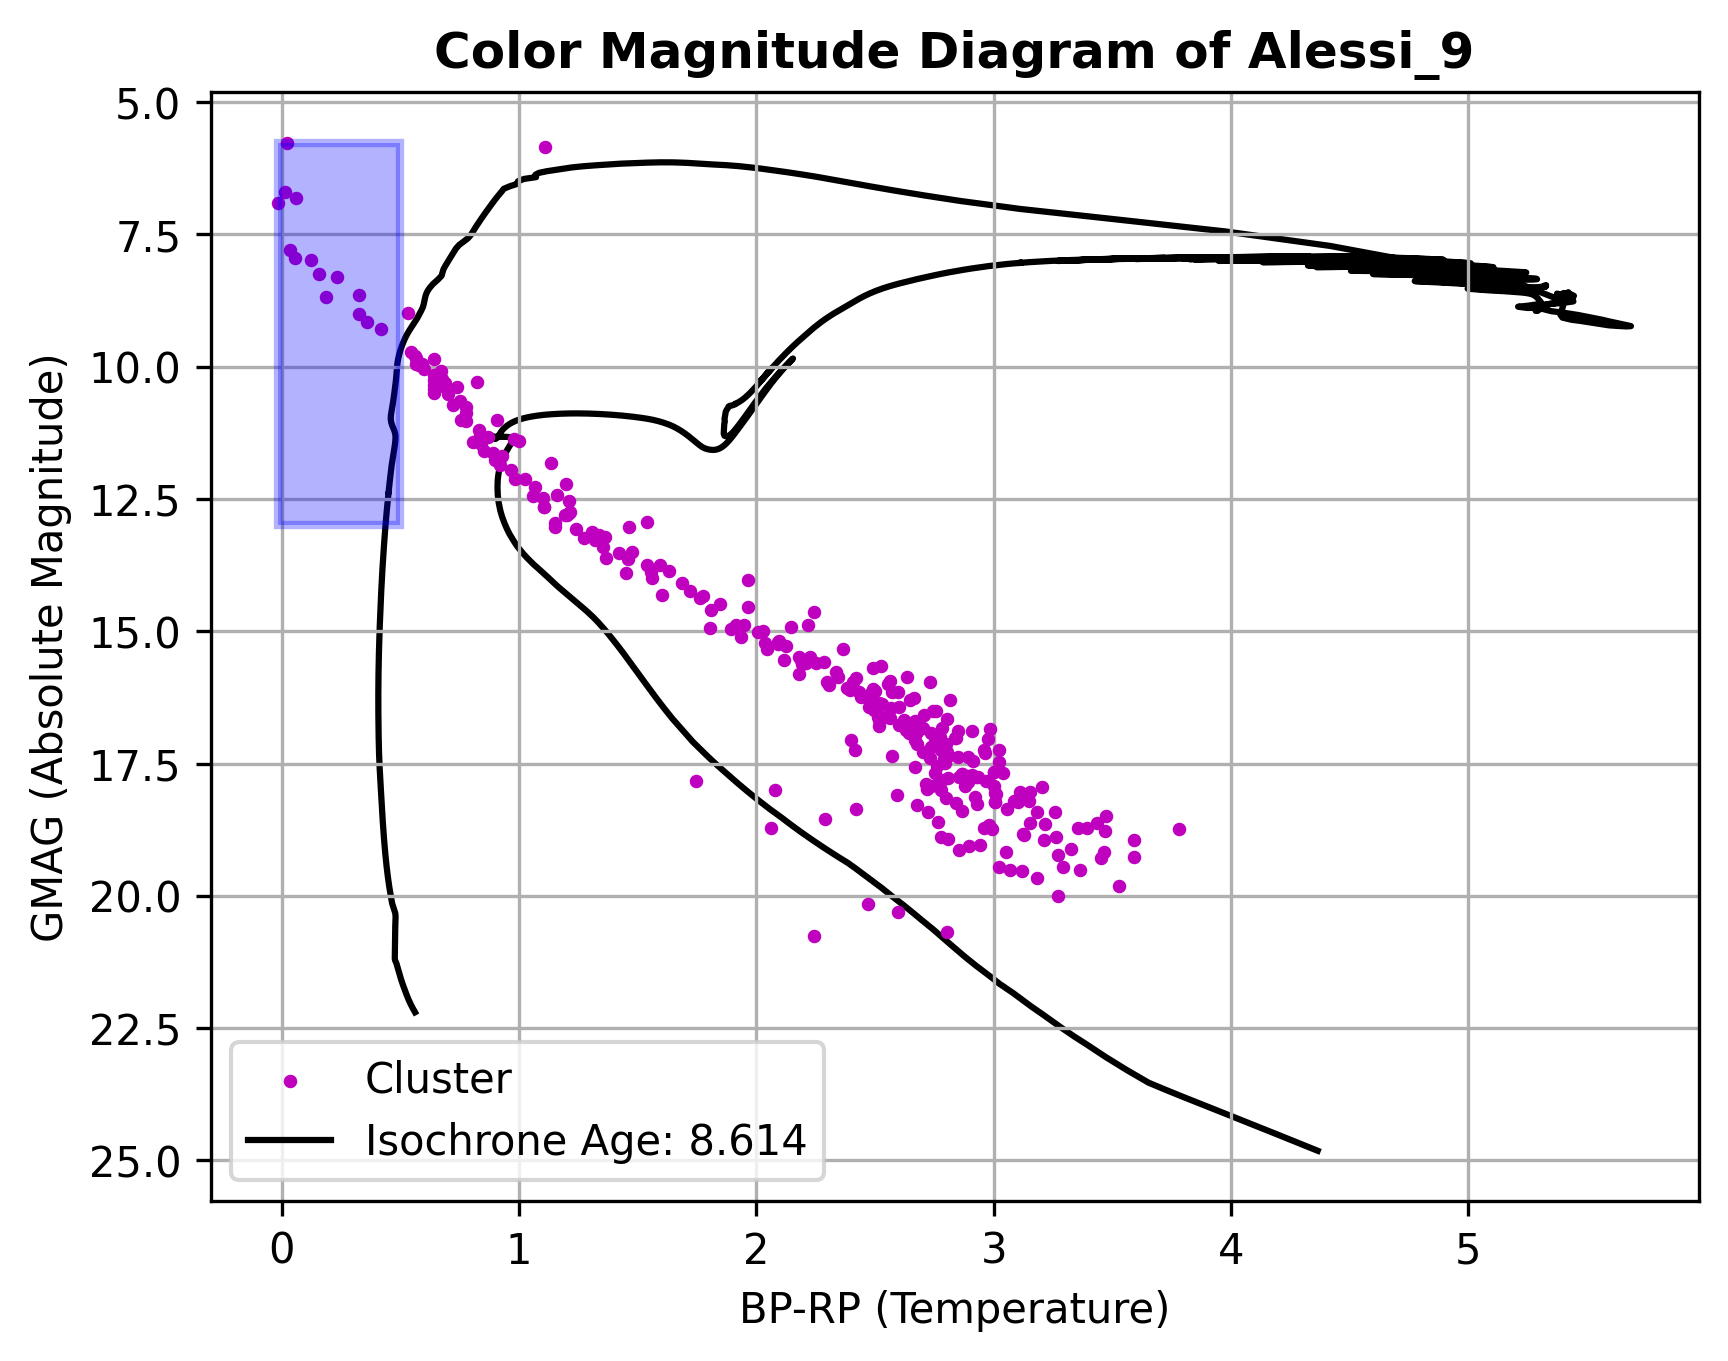 Color Magnitude Diagram of Alessi_9
GMAG (Absolute Magnitude)
5.0
7.5
10.0
12.5
15.0
17.5
20.0
22.5
25.0
Cluster
Isochrone Age: 8.614
0 1 2 3 4 5
BP-RP (Temperature)